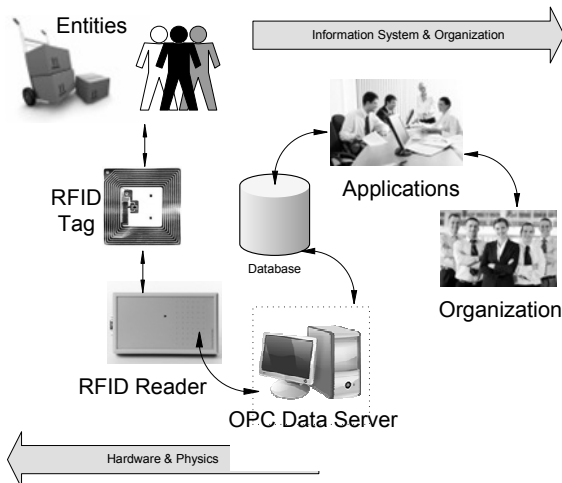 Entities
Information System & Organization
RFID
Tag
Applications
Database
Organization
RFID Reader
OPC Data Server
Hardware & Physics